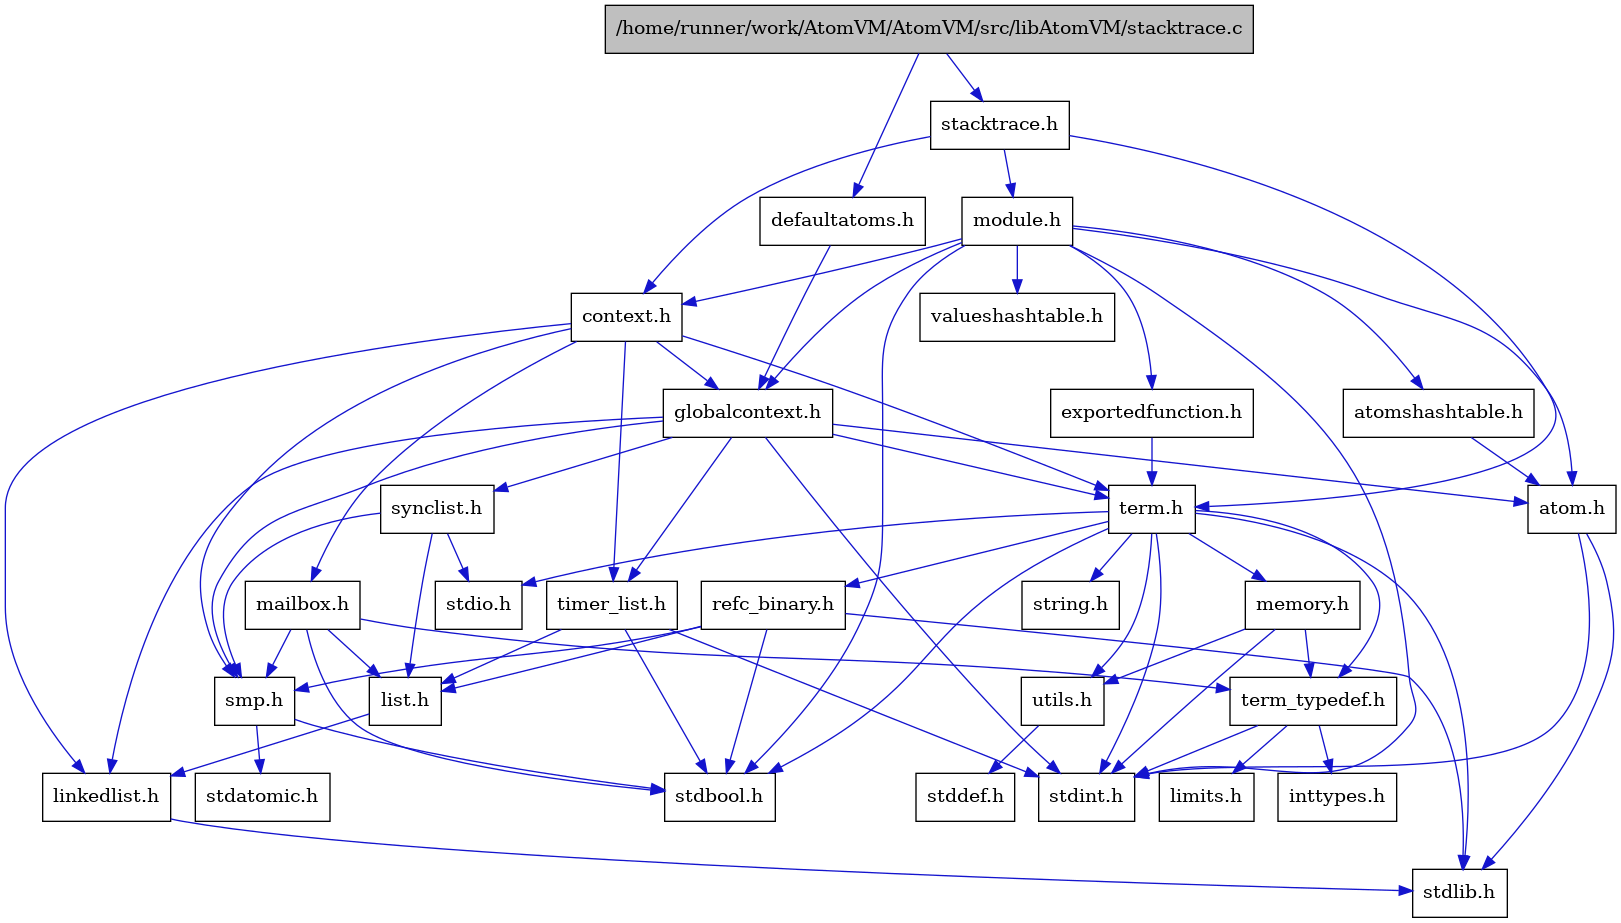 /home/runner/work/AtomVM/AtomVM/src/libAtomVM/stacktrace.c
stacktrace.h
defaultatoms.h
module.h
context.h
valueshashtable.h
globalcontext.h
exportedfunction.h
atomshashtable.h
synclist.h
term.h
atom.h
mailbox.h
stdio.h
timer_list.h
refc_binary.h
string.h
memory.h
smp.h
list.h
utils.h
term_typedef.h
linkedlist.h
stdatomic.h
stdbool.h
stddef.h
stdint.h
limits.h
inttypes.h
stdlib.h